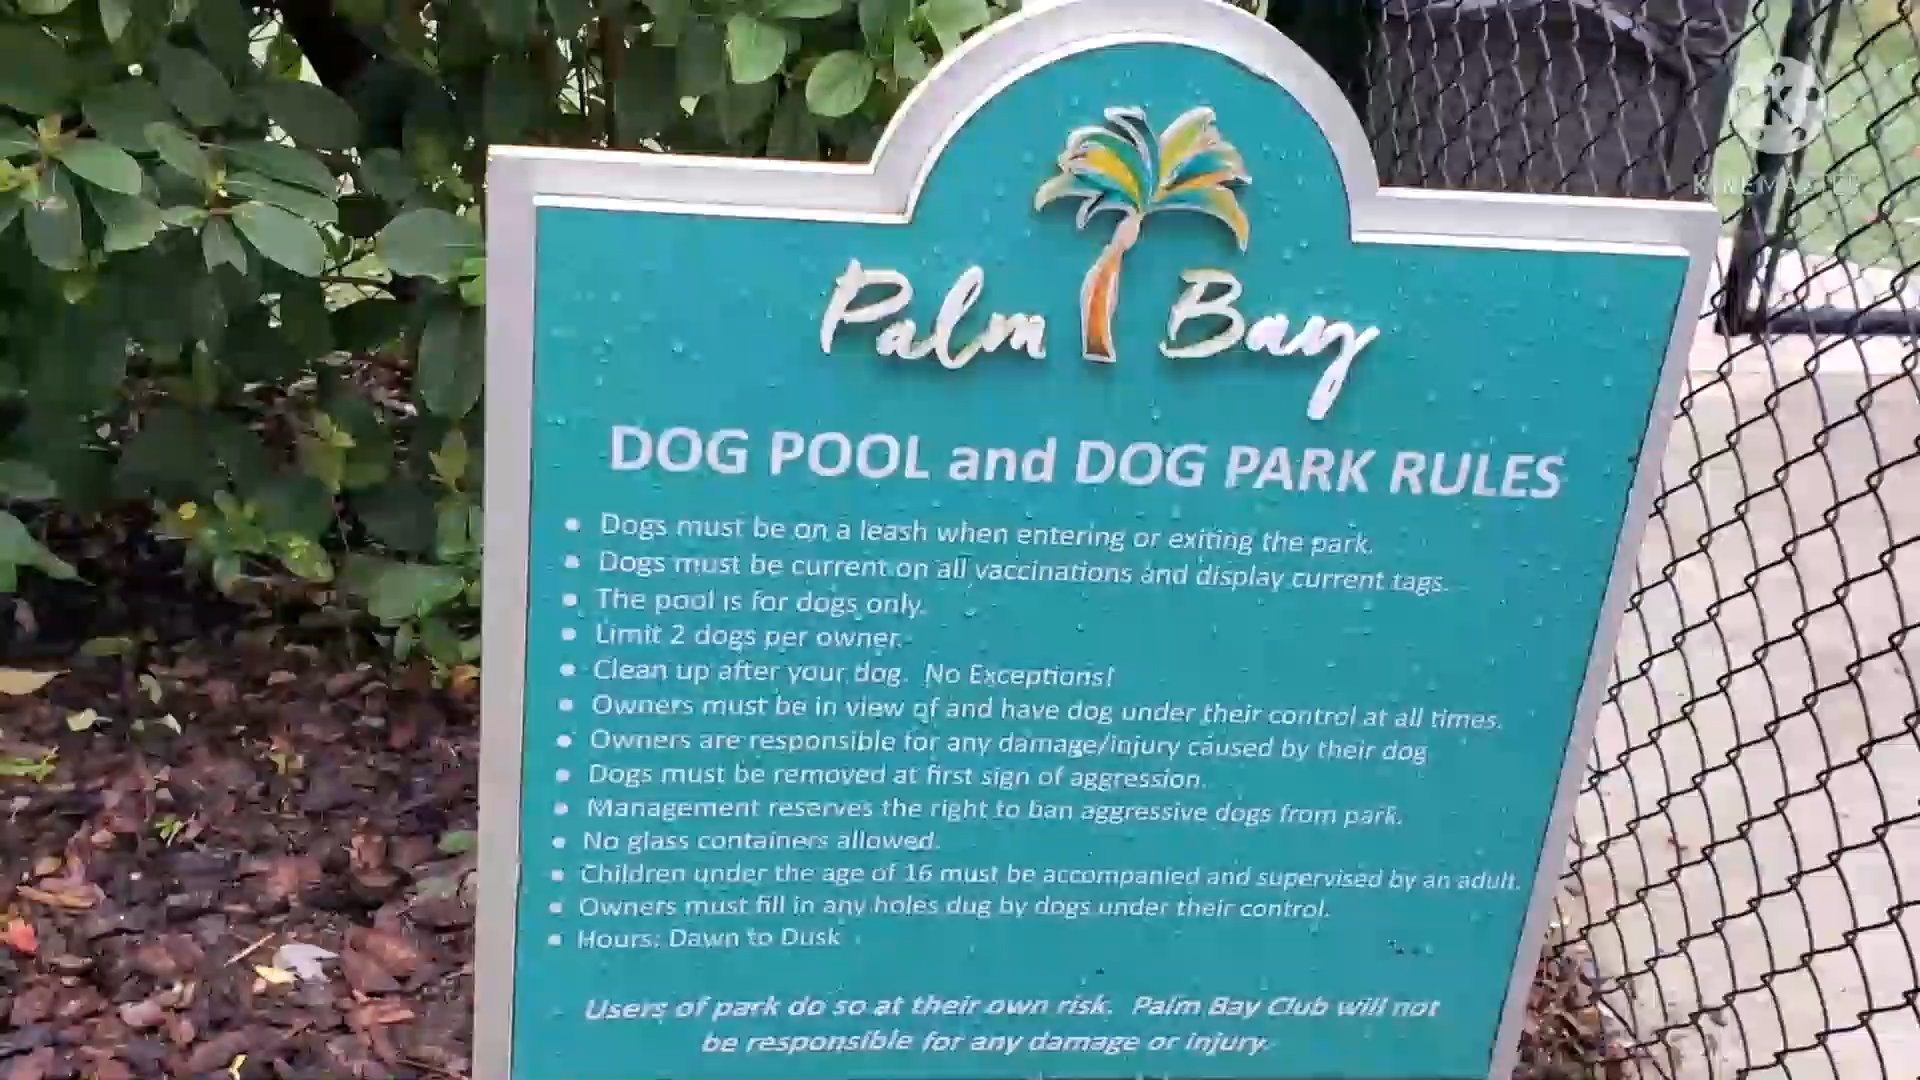 KINEMASTER
Palm Bay
DOG POOL and DOG PARK RULES
• Dogs must be on a leash when entering or exiting the park.
• Dogs must be current on all vaccinations and display current tags.
• The pool is for dogs only.
• Limit 2 dogs per owner.
• Clean up after your dog. No Exceptions!
• Owners must be in view of and have dog under their control at all times.
• Owners are responsible for any damage/injury caused by their dog
• Dogs must be removed at first sign of aggression.
• Management reserves the right to ban aggressive dogs from park.
• No glass containers allowed.
• Children under the age of 16 must be accompanied and supervised by an adult.
• Owners must fill in any holes dug by dogs under their control.
• Hours: Dawn to Dusk
Users of park do so at their own risk. Palm Bay Club will not
be responsible for any damage or injury.